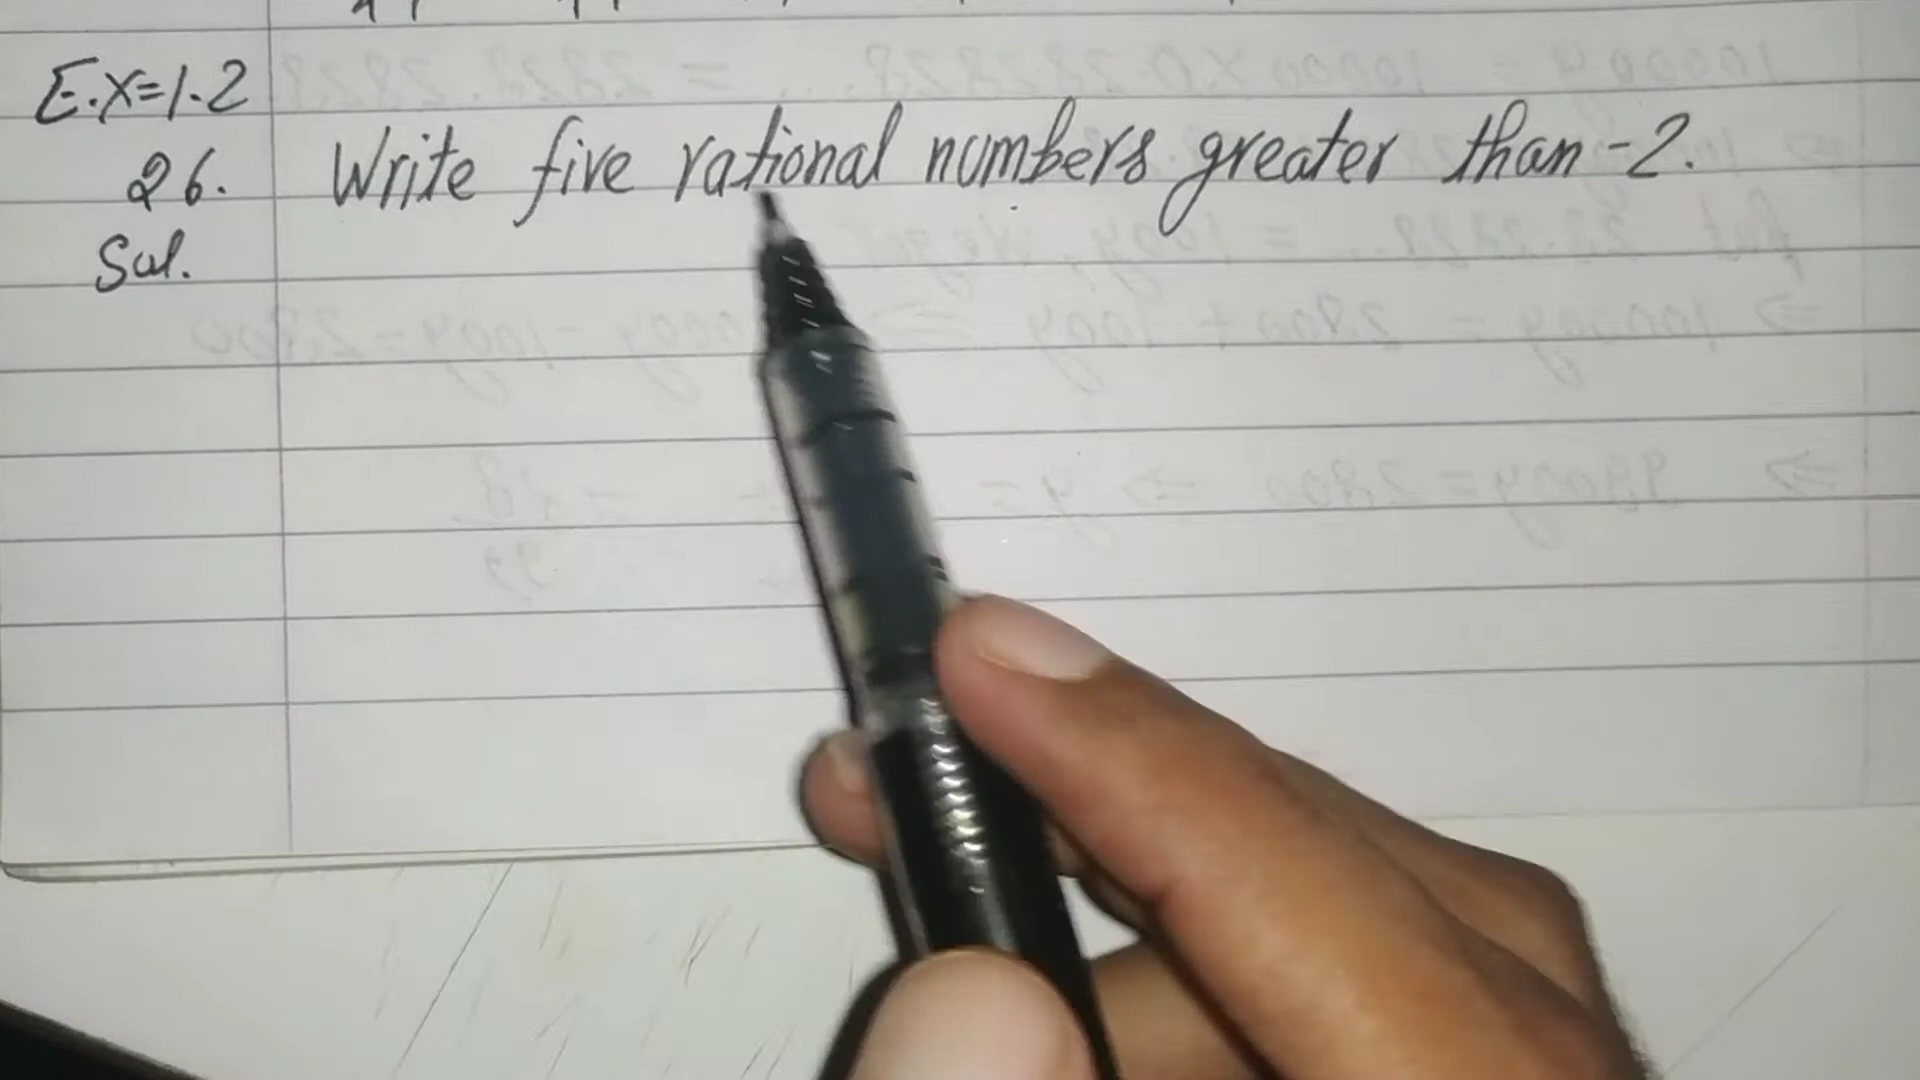 E.x=1.2
26. Write five rational numbers greater than -2.
Sol.